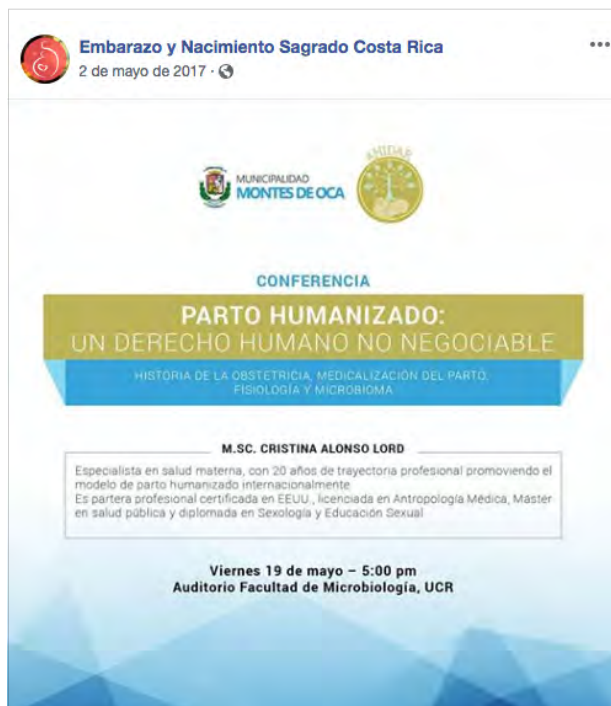 Embarazo y Nacimiento Sagrado Costa Rica
2 de mayo de 2017 ·
MUNICIPALIDAD
MONTES DE OCA
AMIDAR
CONFERENCIA
PARTO HUMANIZADO:
UN DERECHO HUMANO NO NEGOCIABLE
HISTORIA DE LA OBSTETRICIA, MEDICALIZACIÓN DEL PARTO,
FISIOLOGÍA Y MICROBIOMA
M.SC. CRISTINA ALONSO LORD
Especialista en salud materna, con 20 años de trayectoria profesional promoviendo el
modelo de parto humanizado internacionalmente
Es partera profesional certificada en EEUU., licenciada en Antropología Médica, Máster
en salud pública y diplomada en Sexología y Educación Sexual
Viernes 19 de mayo – 5:00 pm
Auditorio Facultad de Microbiología, UCR